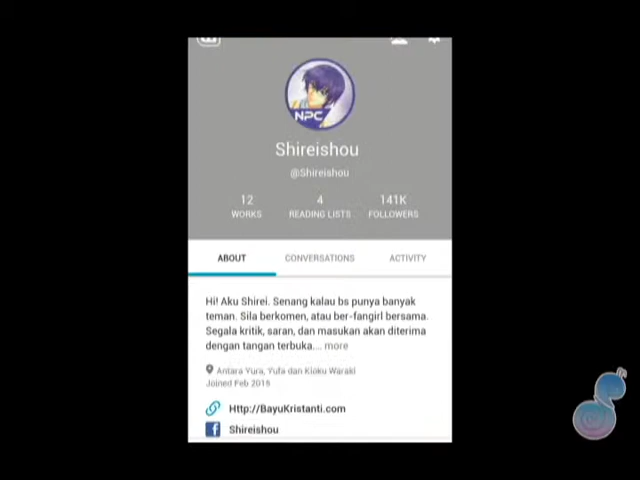 NPC
Shireishou
@Shireishou
12 4 141K
WORKS READING LISTS FOLLOWERS
ABOUT CONVERSATIONS ACTIVITY
Hi! Aku Shirei. Senang kalau bs punya banyak
teman. Sila berkomen, atau ber-fangirl bersama.
Segala kritik, saran, dan masukan akan diterima
dengan tangan terbuka.... more
Antara Yura, Yufa dan Kioku Waraki
Joined Feb 2015
Http://BayuKristanti.com
Shireishou